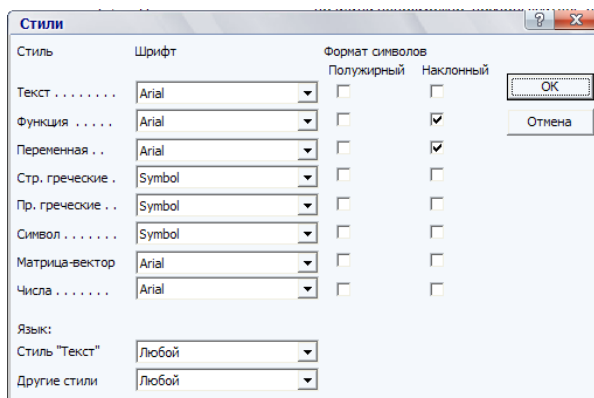 Стили
Стиль Шрифт Формат символов
Полужирный Наклонный
Текст . . . . . . . . Arial OK
Функция . . . . . Arial Отмена
Переменная . . Arial
Стр. греческие . Symbol
Пр. греческие . . Symbol
Символ . . . . . . . Symbol
Матрица-вектор Arial
Числа . . . . . . . Arial
Язык:
Стиль "Текст" Любой
Другие стили Любой